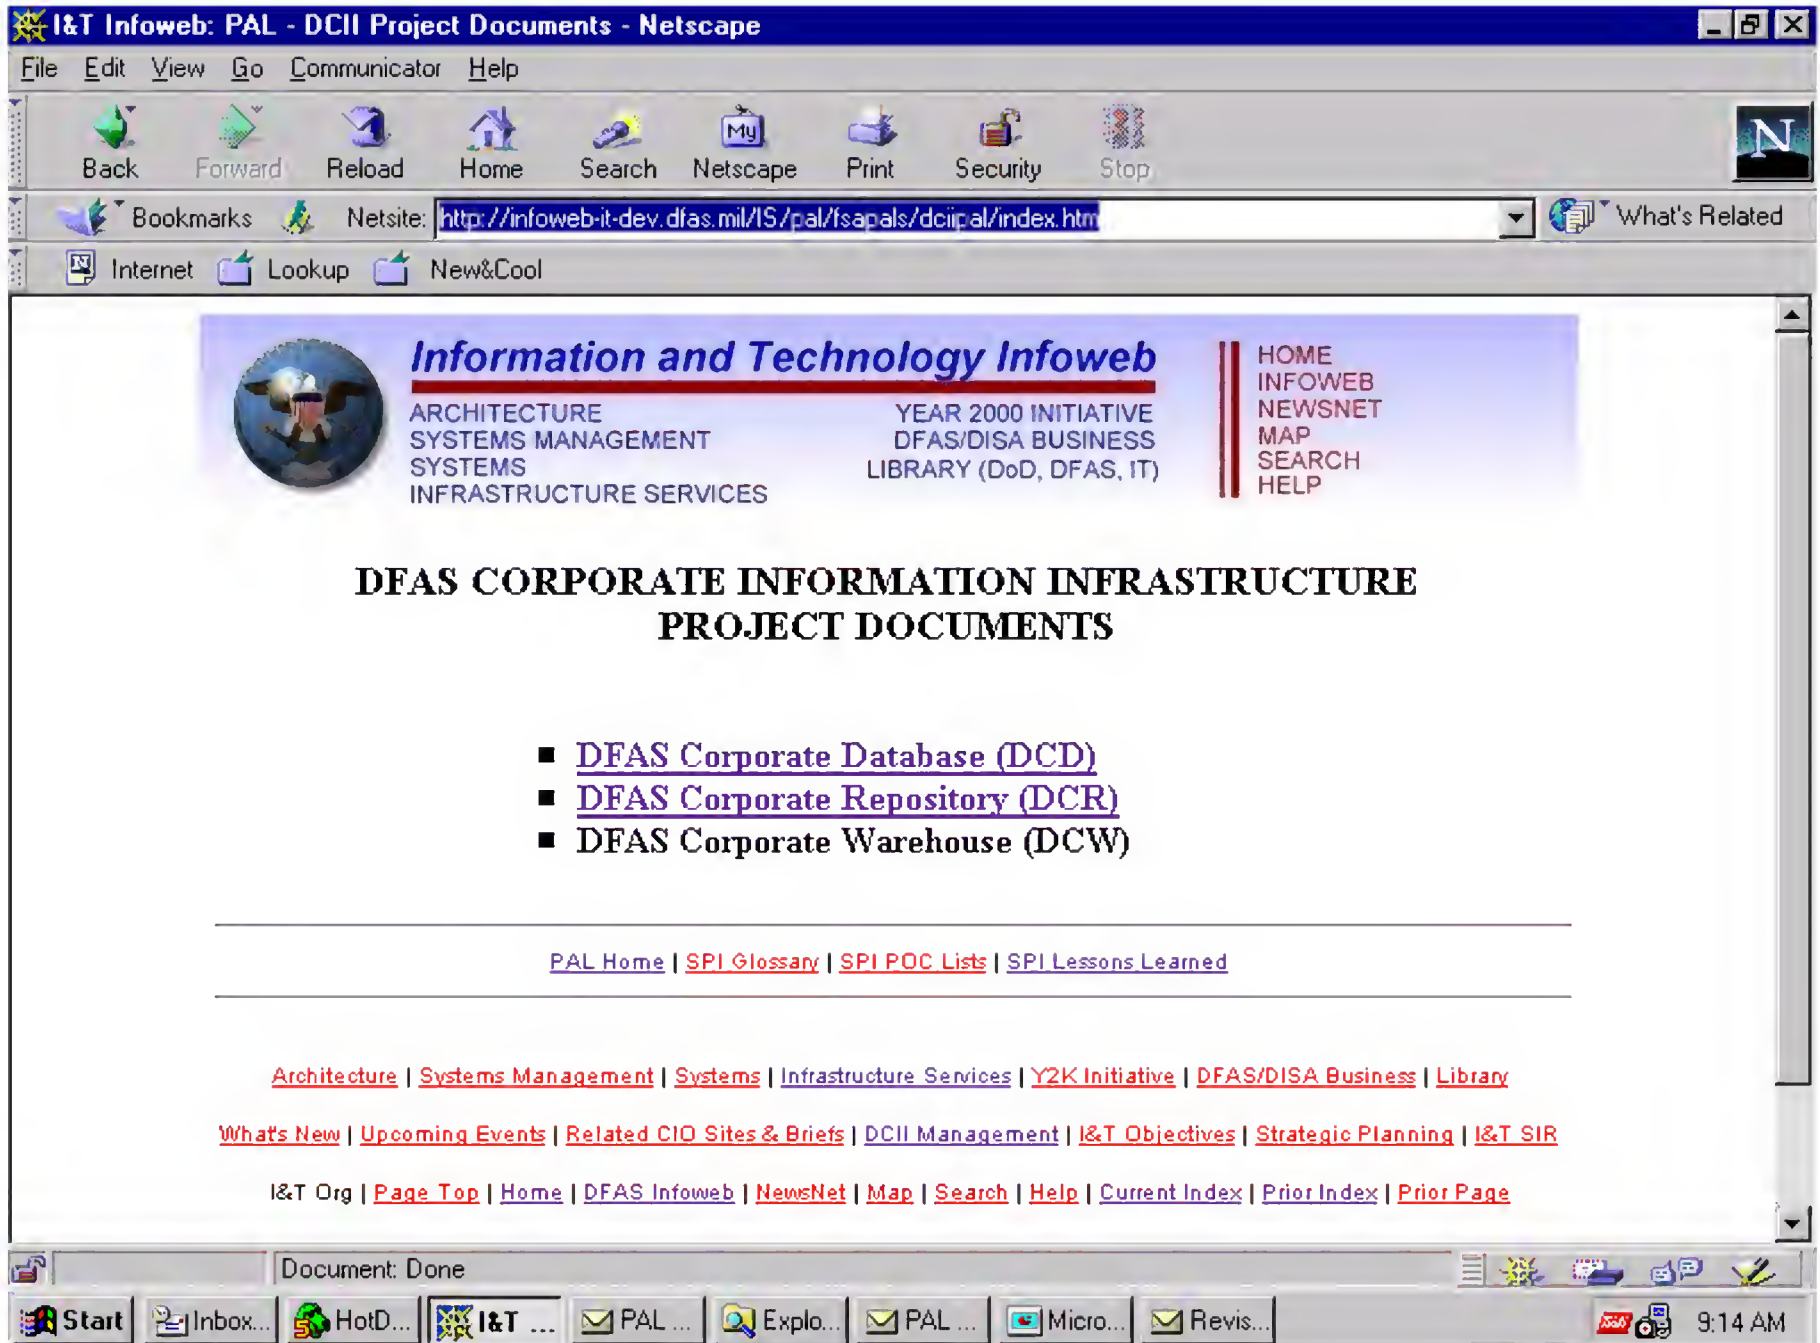 I&T Infoweb: PAL - DCII Project Documents - Netscape
File Edit View Go Communicator Help
Back Forward Reload Home Search Netscape Print Security Stop
My
N
Bookmarks Netsite: http://infoweb-it-dev.dfas.mil/IS/pal/fsapals/dciipal/index.htm What's Related
Internet Lookup New&Cool
Information and Technology Infoweb
ARCHITECTURE
SYSTEMS MANAGEMENT
SYSTEMS
INFRASTRUCTURE SERVICES
YEAR 2000 INITIATIVE
DFAS/DISA BUSINESS
LIBRARY (DoD, DFAS, IT)
HOME
INFOWEB
NEWSNET
MAP
SEARCH
HELP
DFAS CORPORATE INFORMATION INFRASTRUCTURE
PROJECT DOCUMENTS
■ DFAS Corporate Database (DCD)
■ DFAS Corporate Repository (DCR)
■ DFAS Corporate Warehouse (DCW)
PAL Home | SPI Glossary | SPI POC Lists | SPI Lessons Learned
Architecture | Systems Management | Systems | Infrastructure Services | Y2K Initiative | DFAS/DISA Business | Library
What's New | Upcoming Events | Related CIO Sites & Briefs | DCII Management | I&T Objectives | Strategic Planning | I&T SIR
I&T Org | Page Top | Home | DFAS Infoweb | NewsNet | Map | Search | Help | Current Index | Prior Index | Prior Page
Document: Done
Start Inbox... HotD... I&T ... PAL ... Explo... PAL ... Micro... Revis... 9:14 AM